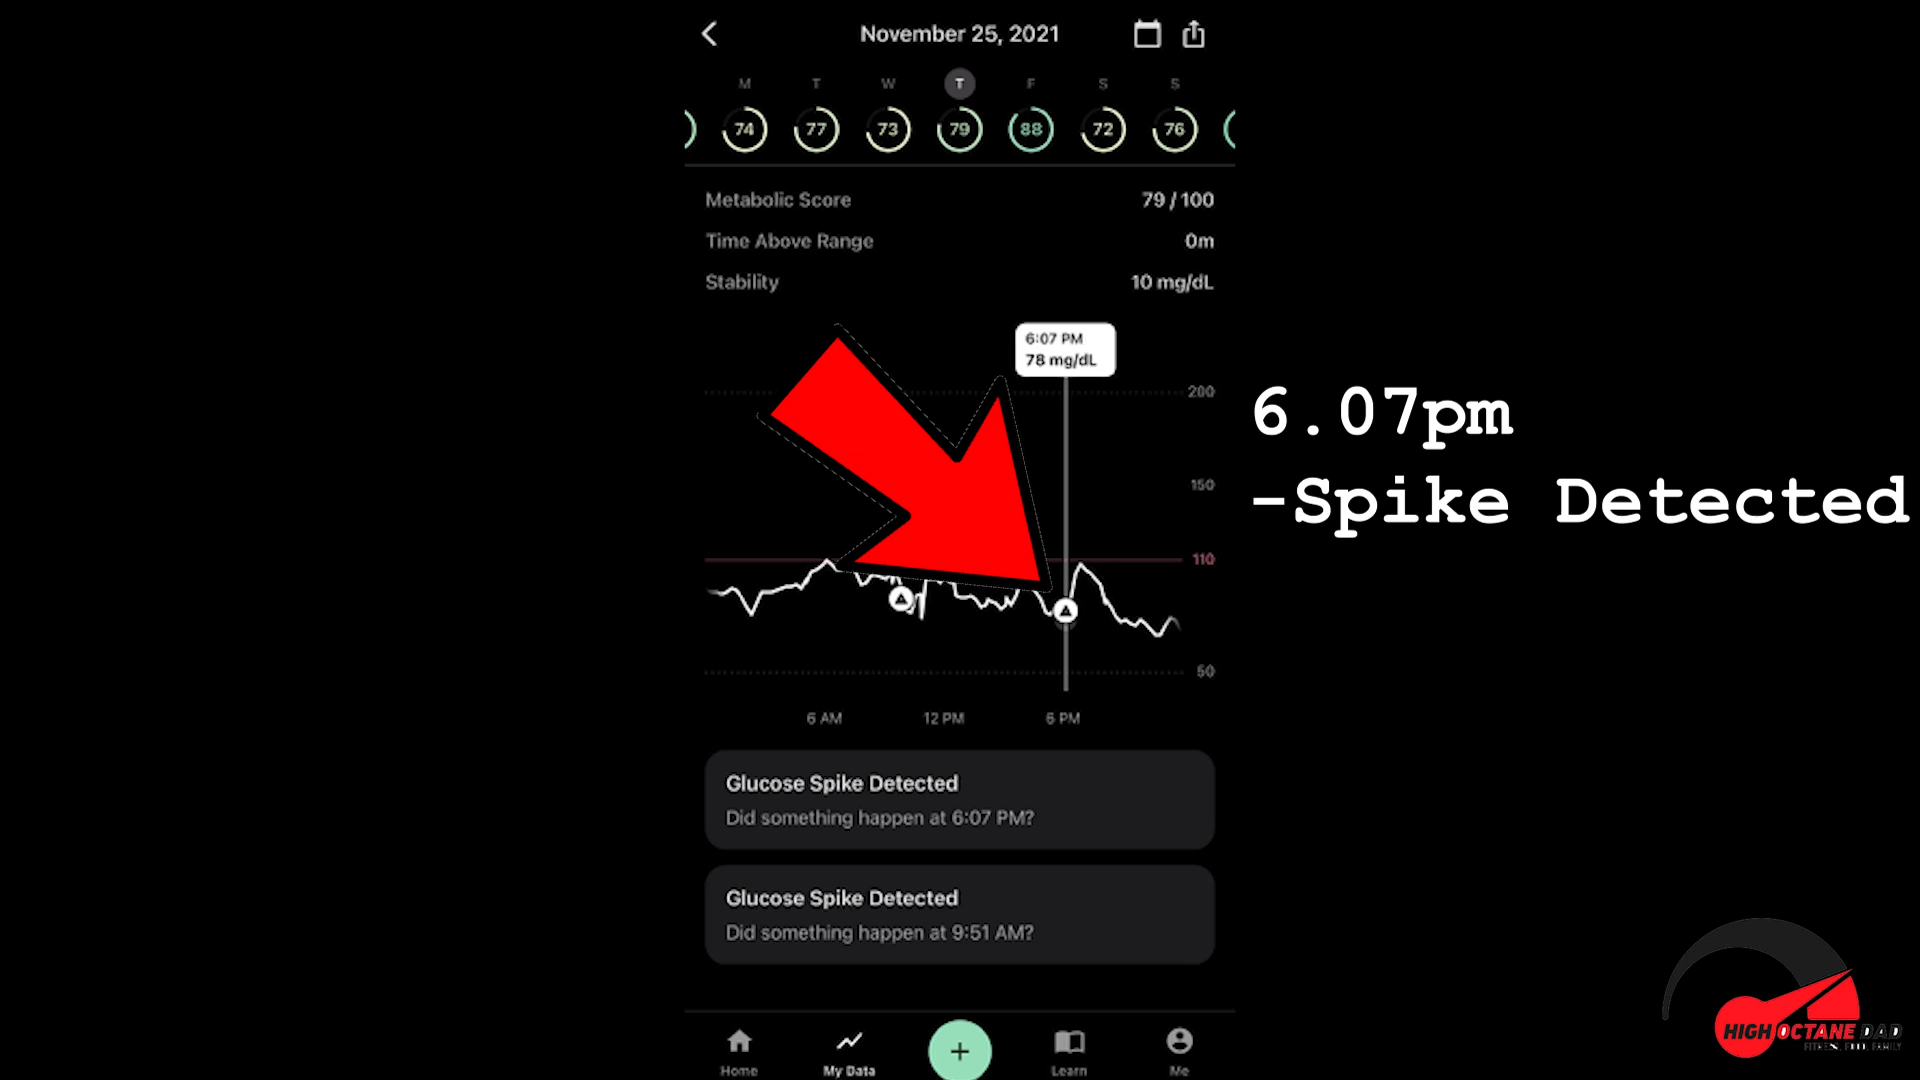 November 25, 2021
M T W T F S S
74 77 73 79 88 72 76
Metabolic Score 79 / 100
Time Above Range 0m
Stability 10 mg/dL
6:07 PM
78 mg/dL
200
150
110
50
6 AM 12 PM 6 PM
6.07pm
-Spike Detected
Glucose Spike Detected
Did something happen at 6:07 PM?
Glucose Spike Detected
Did something happen at 9:51 AM?
Home My Data + Learn Me
HIGH OCTANE DAD
FAMILY